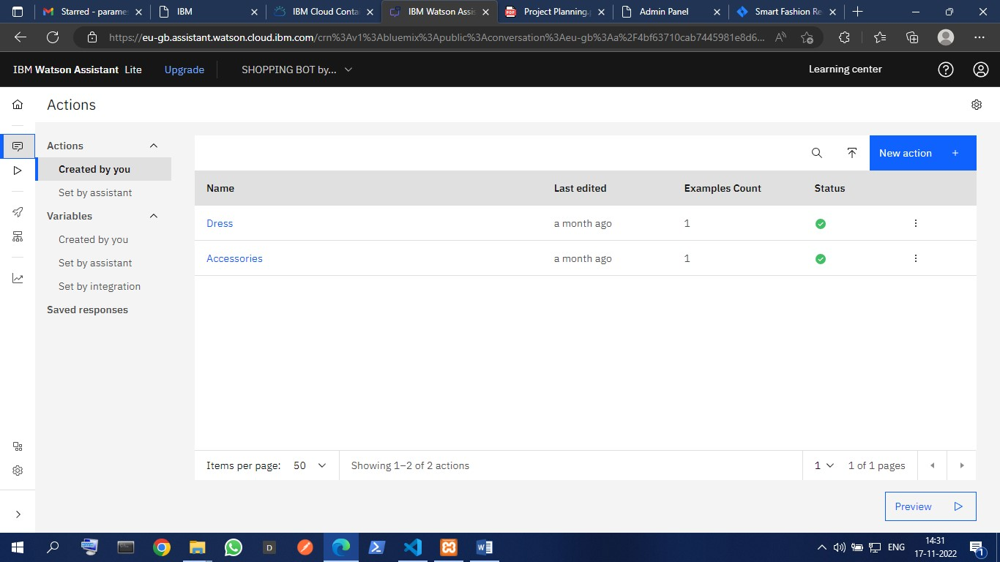 Starred - parame
IBM
IBM Cloud Conta
IBM Watson Assis
Project Planning.p
Admin Panel
Smart Fashion Re
https://eu-gb.assistant.watson.cloud.ibm.com/crn%3Av1%3Abluemix%3Apublic%3Aconversation%3Aeu-gb%3Aa%2F4bf63710cab7445981e8d6...
IBM Watson Assistant Lite
Upgrade
SHOPPING BOT by...
Learning center
Actions
Actions
Created by you
Set by assistant
Variables
Created by you
Set by assistant
Set by integration
Saved responses
New action +
Name Last edited Examples Count Status
Dress a month ago 1
Accessories a month ago 1
Items per page: 50 Showing 1–2 of 2 actions 1 1 of 1 pages
Preview
ENG
14:31
17-11-2022
1